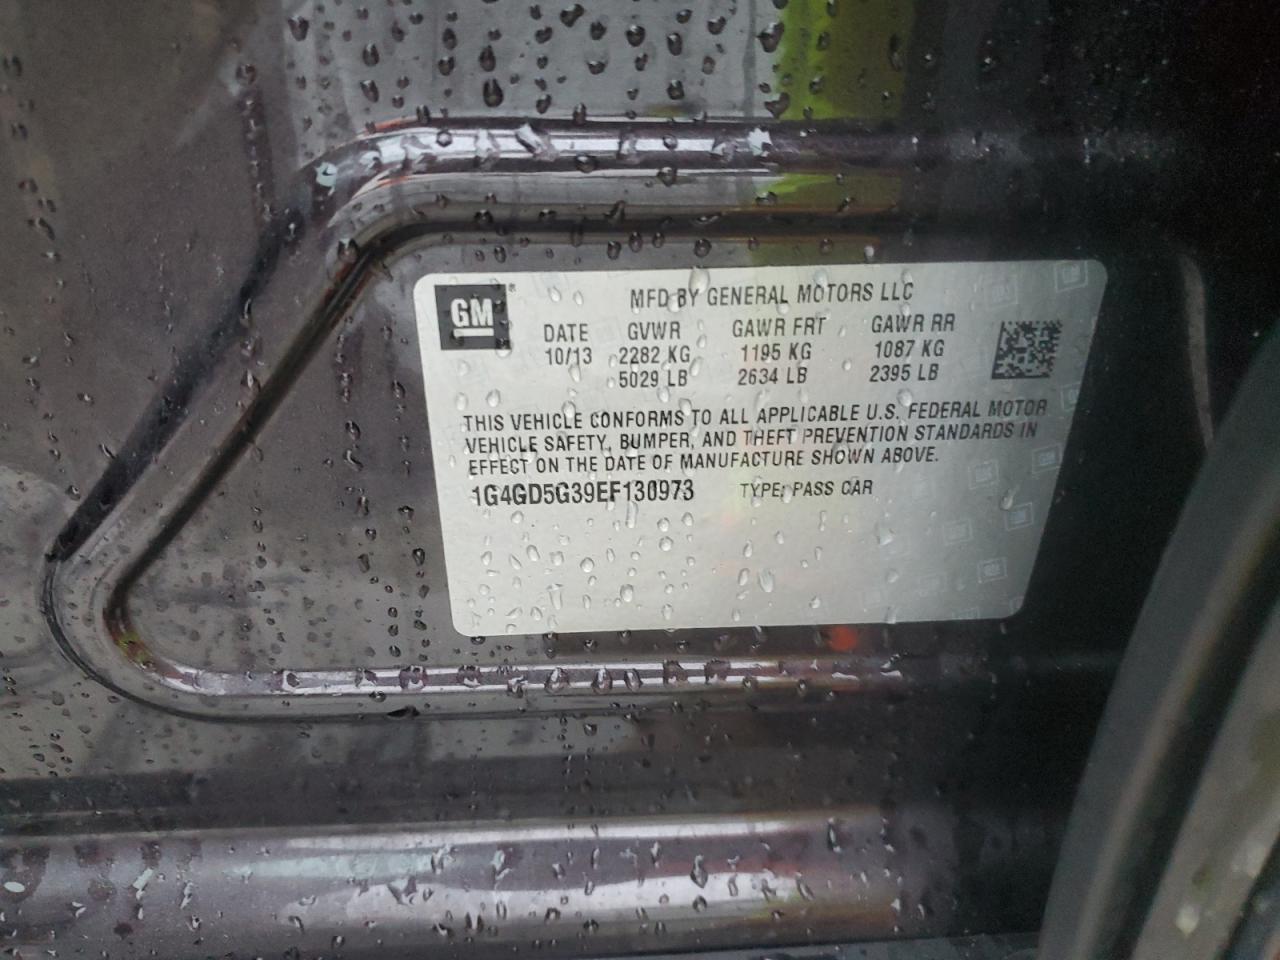 GM®
MFD BY GENERAL MOTORS LLC
DATE GVWR GAWR FRT GAWR RR
10/13 2282 KG 1195 KG 1087 KG
5029 LB 2634 LB 2395 LB
THIS VEHICLE CONFORMS TO ALL APPLICABLE U.S. FEDERAL MOTOR
VEHICLE SAFETY, BUMPER, AND THEFT PREVENTION STANDARDS IN
EFFECT ON THE DATE OF MANUFACTURE SHOWN ABOVE.
1G4GD5G39EF130973 TYPE: PASS CAR